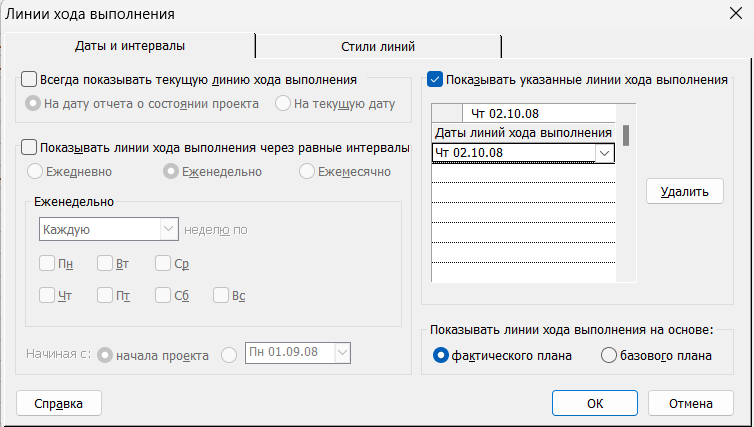 Линии хода выполнения
Даты и интервалы
Стили линий
Всегда показывать текущую линию хода выполнения
На дату отчета о состоянии проекта
На текущую дату
Показывать линии хода выполнения через равные интервалы
Ежедневно
Еженедельно
Ежемесячно
Еженедельно
Каждую
неделю по
Пн
Вт
Ср
Чт
Пт
Сб
Вс
Начиная с:
начала проекта
Пн 01.09.08
Показывать указанные линии хода выполнения
Чт 02.10.08
Даты линий хода выполнения
Чт 02.10.08
Удалить
Показывать линии хода выполнения на основе:
фактического плана
базового плана
Справка
ОК
Отмена